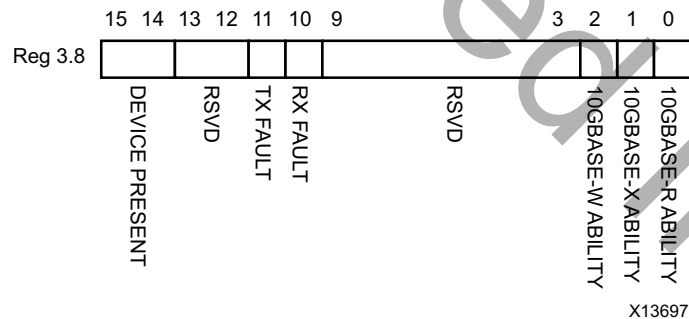 15 14 13 12 11 10 9 3 2 1 0
Reg 3.8
DEVICE PRESENT
RSVD
TX FAULT
RX FAULT
RSVD
10GBASE-W ABILITY
10GBASE-X ABILITY
10GBASE-R ABILITY
X13697